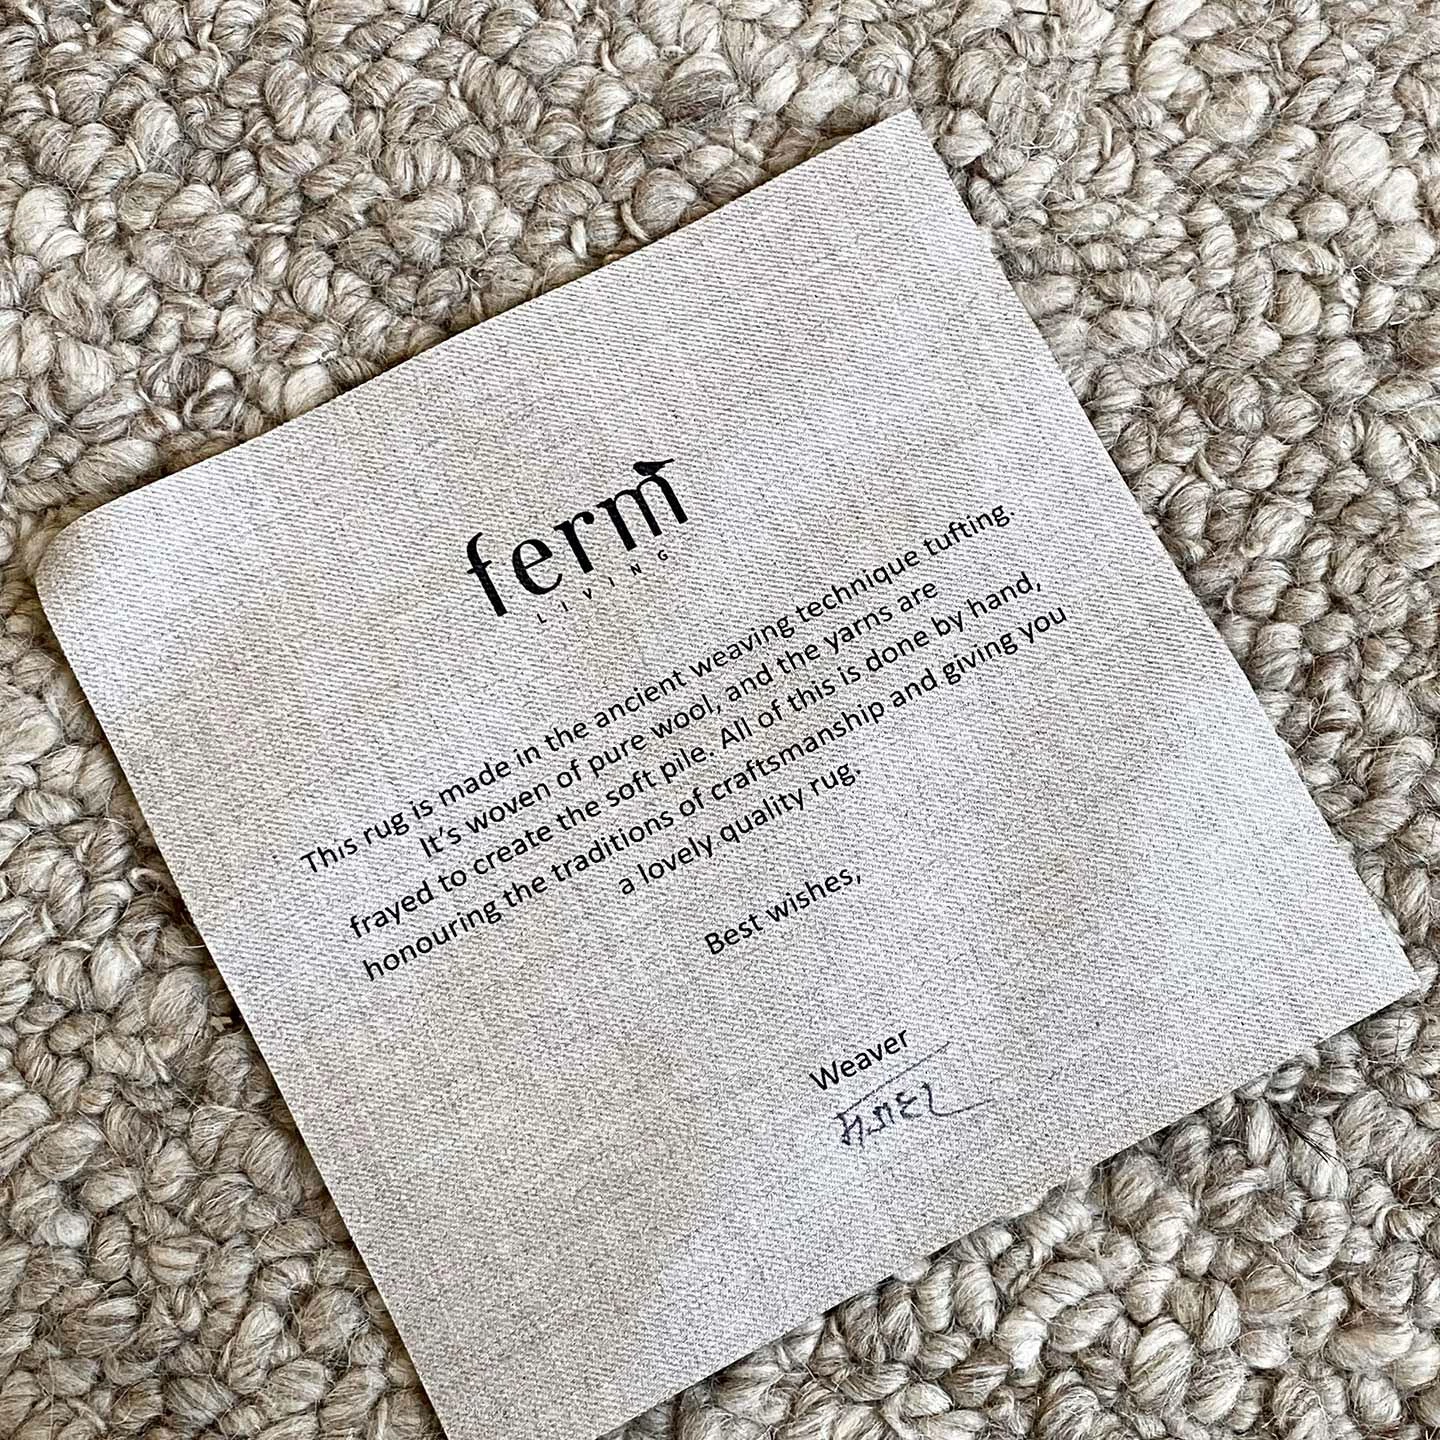 ferm
LIVING
This rug is made in the ancient weaving technique tufting.
It's woven of pure wool, and the yarns are
frayed to create the soft pile. All of this is done by hand,
honouring the traditions of craftsmanship and giving you
a lovely quality rug.
Best wishes,
Weaver